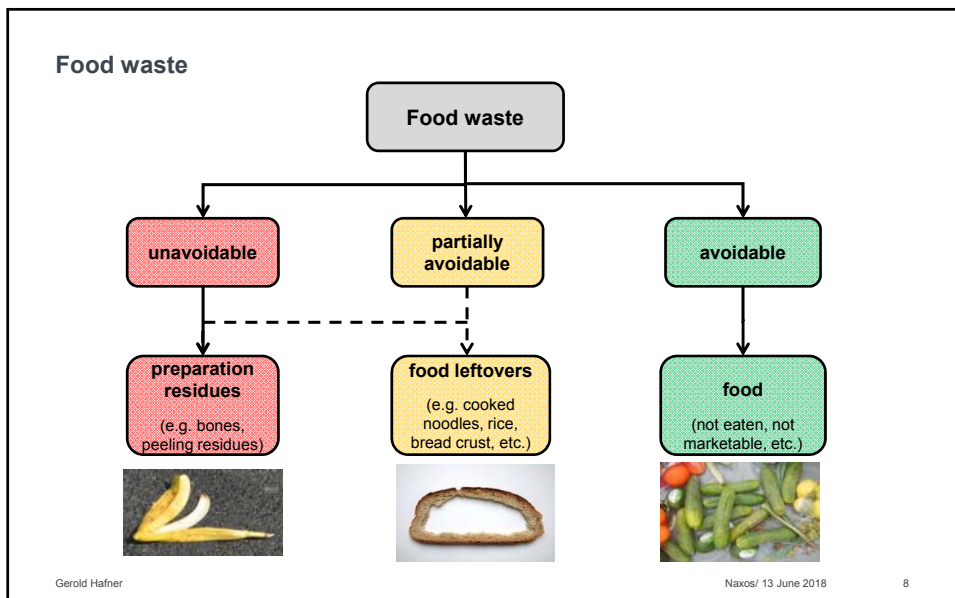 Food waste
Food waste
unavoidable
partially
avoidable
avoidable
preparation
residues
(e.g. bones,
peeling residues)
food leftovers
(e.g. cooked
noodles, rice,
bread crust, etc.)
food
(not eaten, not
marketable, etc.)
Gerold Hafner
Naxos/ 13 June 2018
8